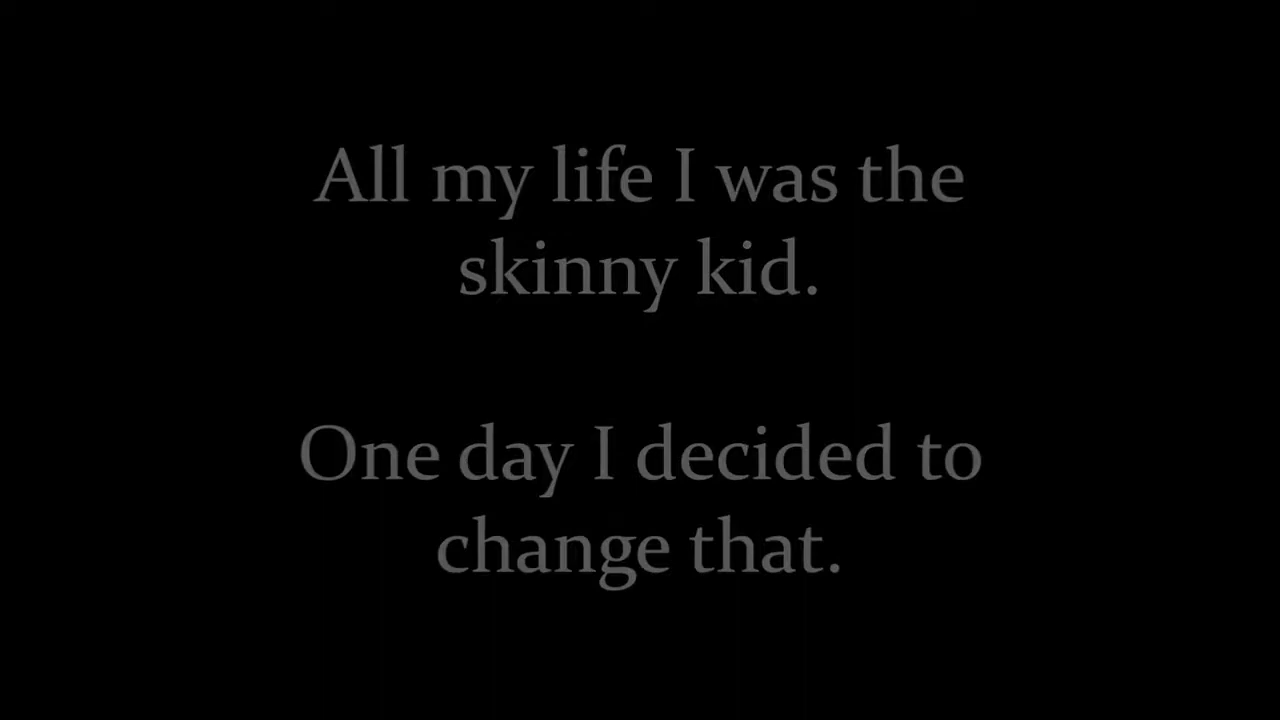 All my life I was the
skinny kid.
One day I decided to
change that.